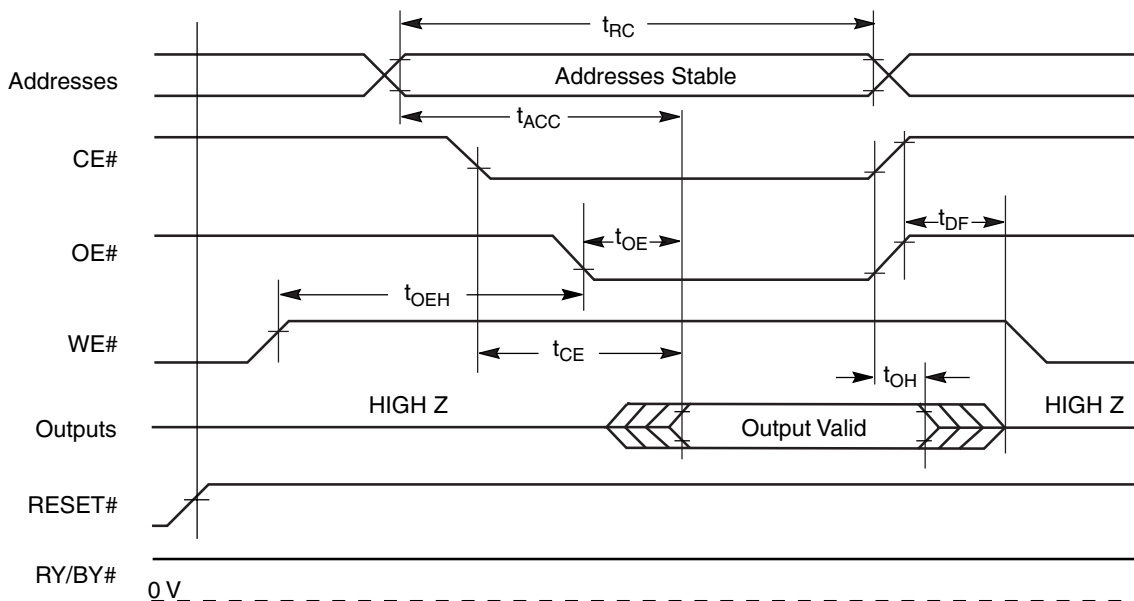 tRC
Addresses
Addresses Stable
tACC
CE#
tDF
OE#
tOE
tOEH
WE#
tCE
tOH
HIGH Z
HIGH Z
Outputs
Output Valid
RESET#
RY/BY#
0 V